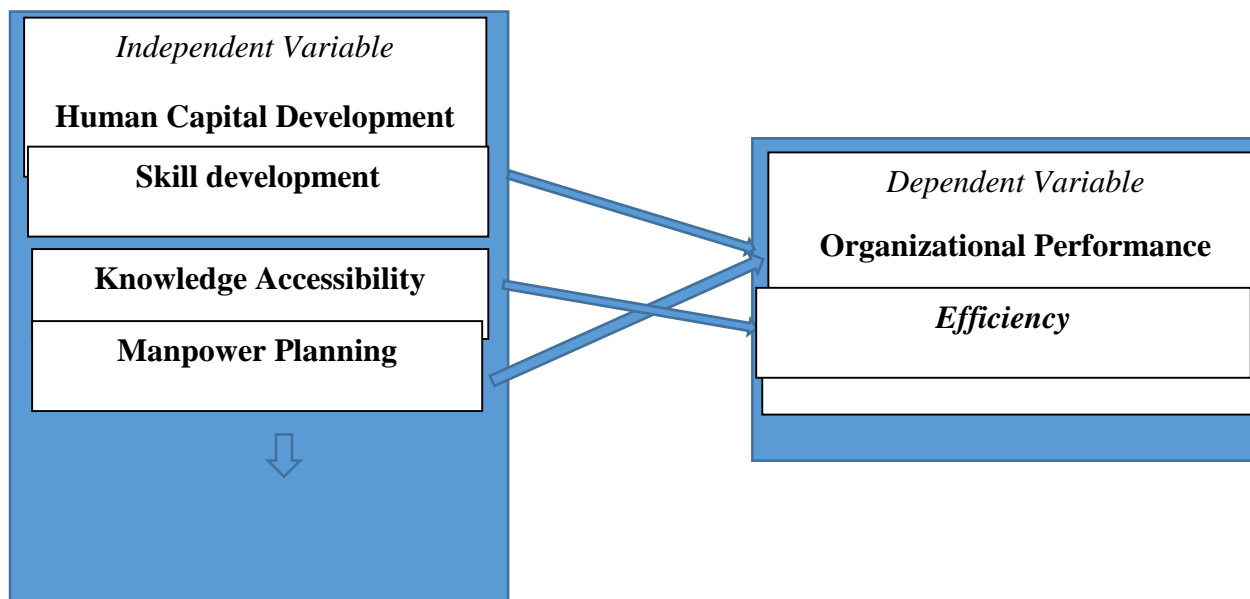 Independent Variable
Human Capital Development
Skill development
Knowledge Accessibility
Manpower Planning
Dependent Variable
Organizational Performance
Efficiency